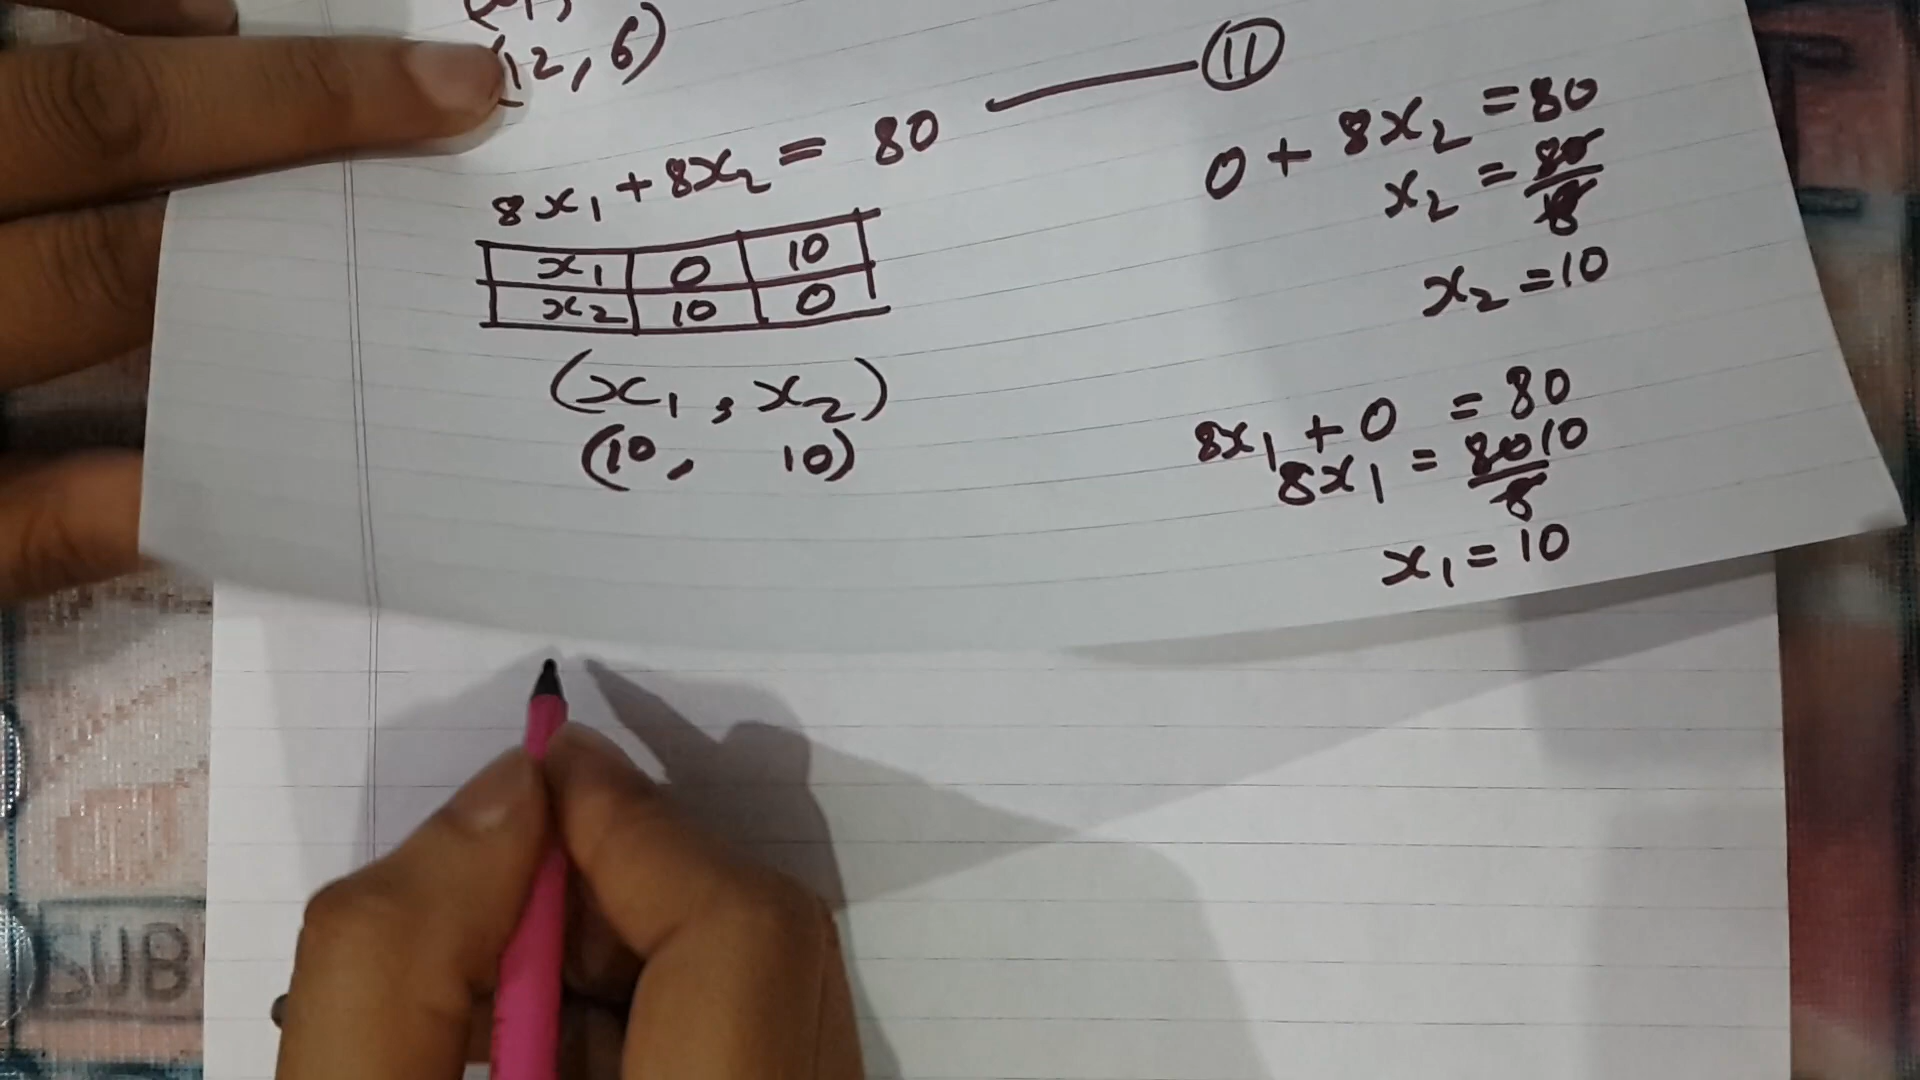 (12, 6)
8x₁ + 8x₂ = 80 —— (11)
x₁ 0 10
x₂ 10 0
(x₁, x₂)
(10, 10)
0 + 8x₂ = 80
x₂ = 80/8
x₂ = 10
8x₁ + 0 = 80
8x₁ = 80/8 10
x₁ = 10
SUB